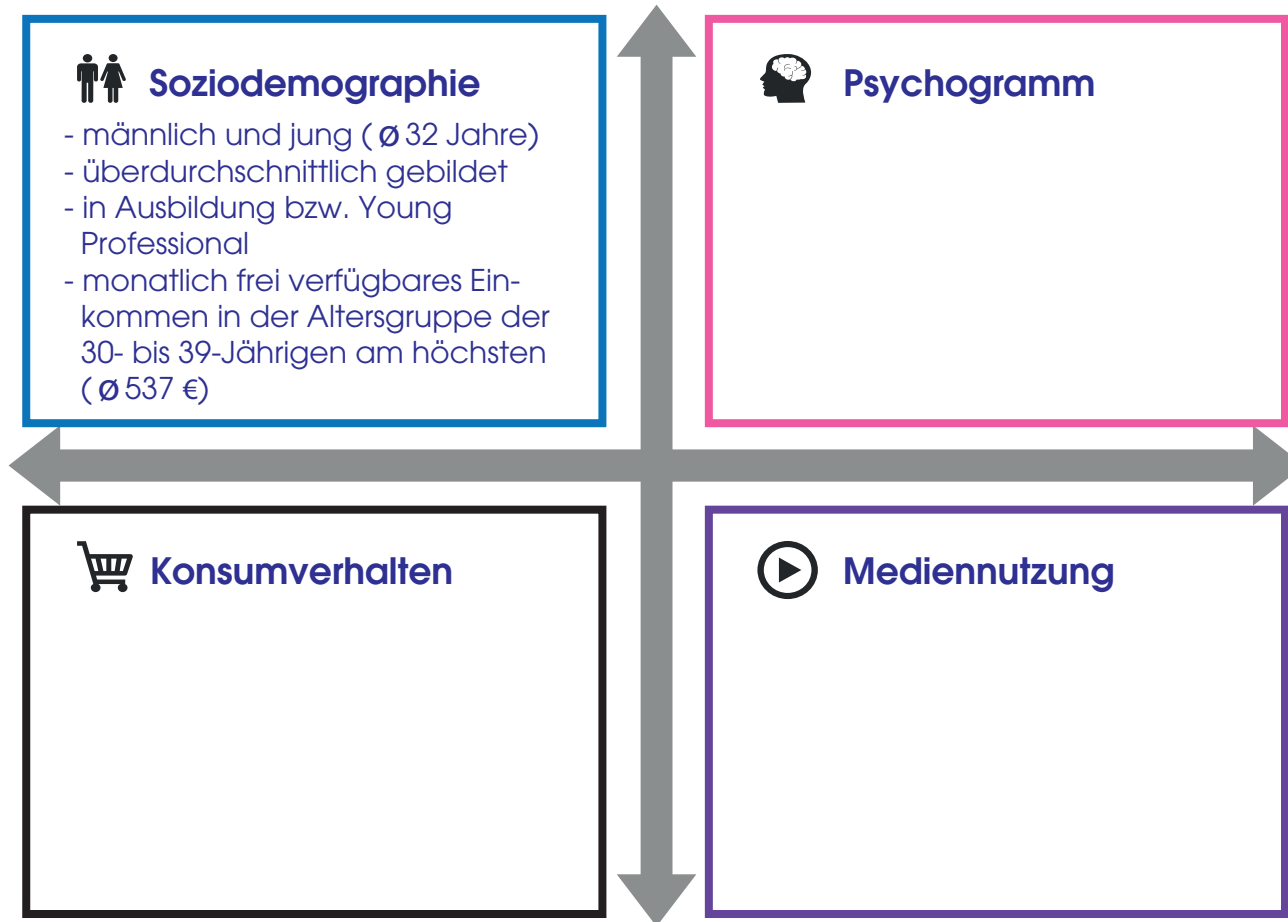 Soziodemographie
- männlich und jung ( Ø 32 Jahre)
- überdurchschnittlich gebildet
- in Ausbildung bzw. Young
Professional
- monatlich frei verfügbares Ein-
kommen in der Altersgruppe der
30- bis 39-Jährigen am höchsten
( Ø 537 €)
Psychogramm
Konsumverhalten
Mediennutzung